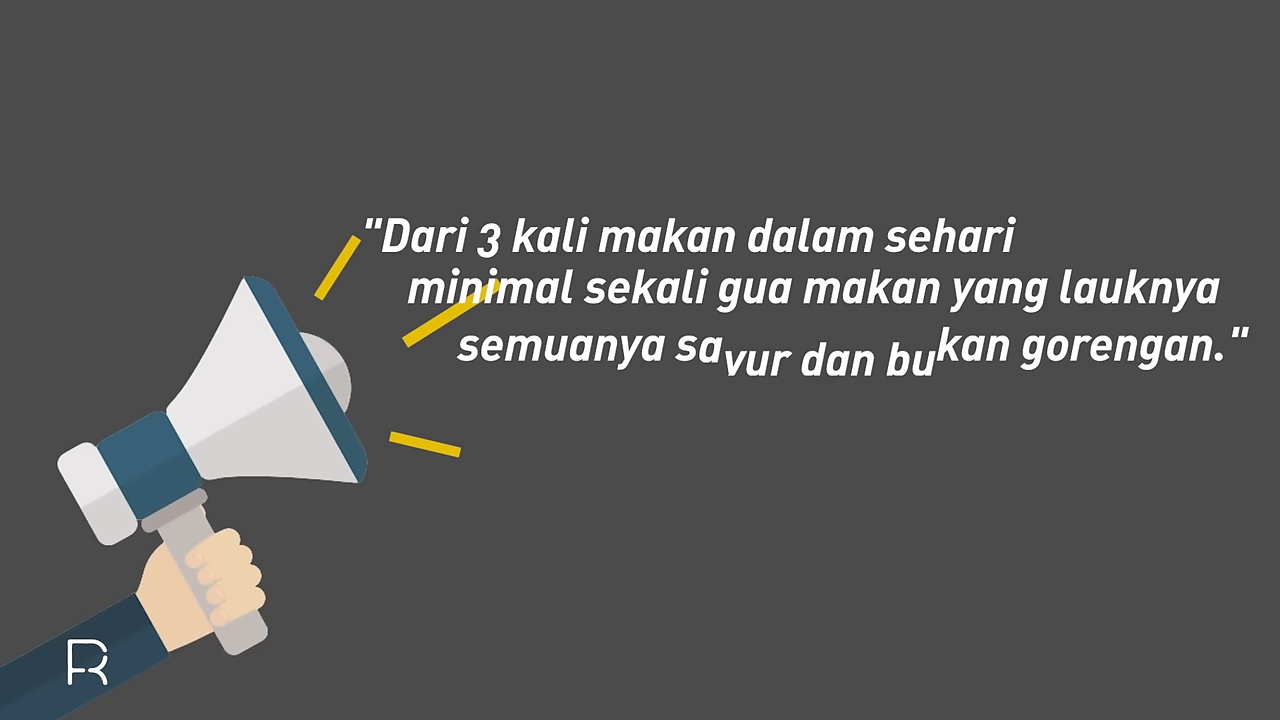 "Dari 3 kali makan dalam sehari
minimal sekali gua makan yang lauknya
semuanya sayur dan bukan gorengan."